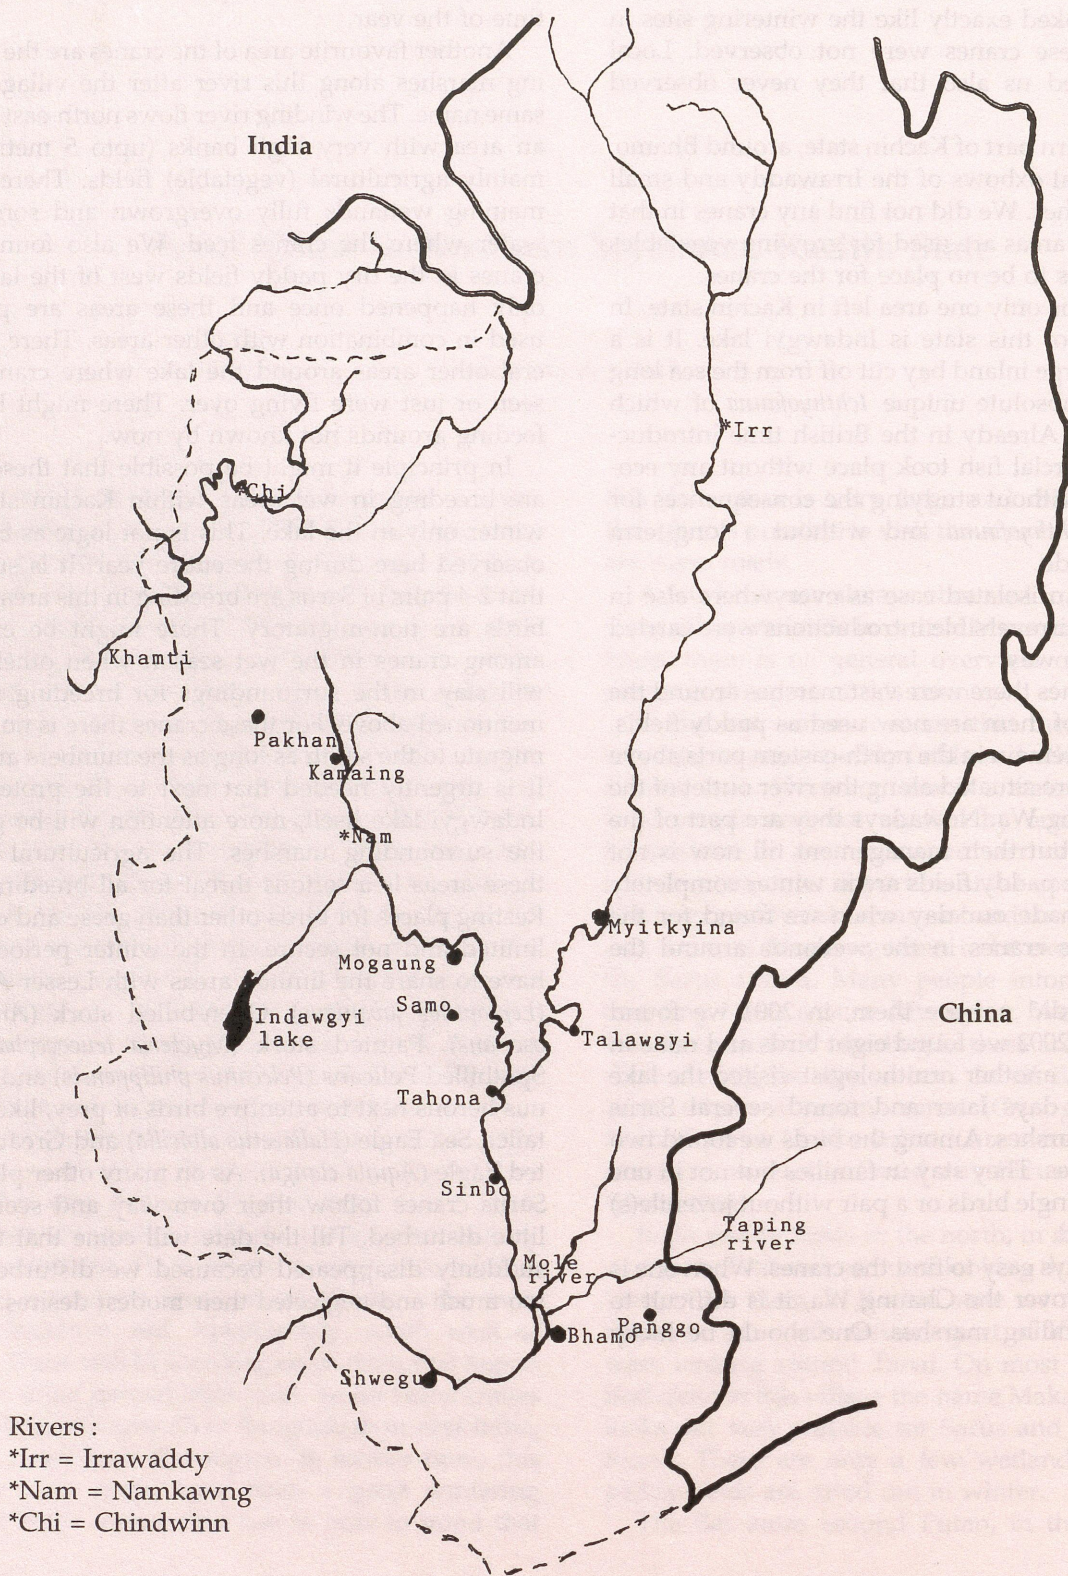 India
*Irr
*Chi
Khamti
Pakhan
Kamaing
*Nam
Myitkyina
Mogaung
Samo
Indawgyi
lake
China
Talawgyi
Tahona
Sinbo
Taping
river
Mole
river
Panggo
Bhamo
Shwegu
Rivers :
*Irr = Irrawaddy
*Nam = Namkawng
*Chi = Chindwinn